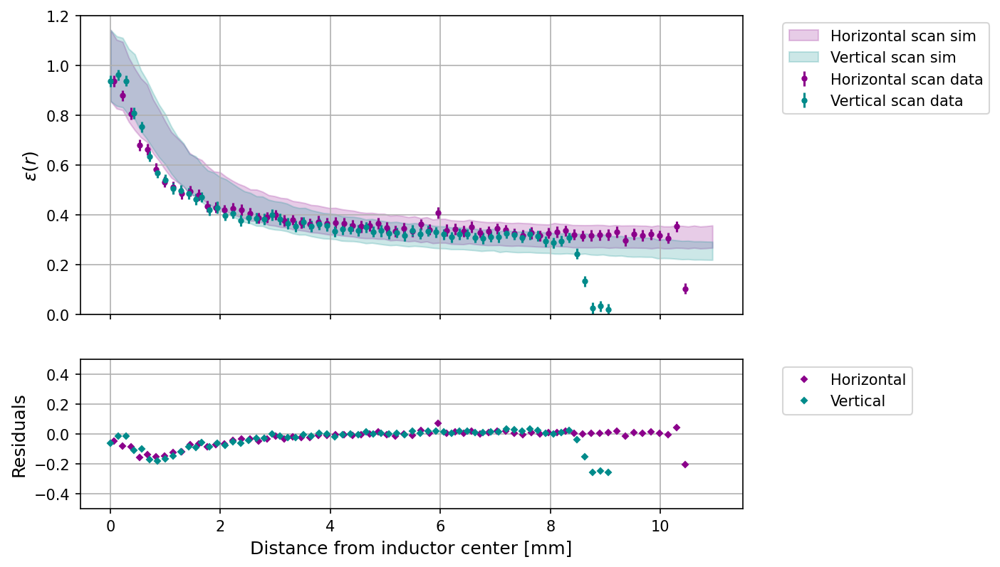 1.2
1.0
0.8
0.6
0.4
0.2
0.0
ε(r)
Horizontal scan sim
Vertical scan sim
Horizontal scan data
Vertical scan data
0.4
0.2
0.0
−0.2
−0.4
Residuals
Horizontal
Vertical
0 2 4 6 8 10
Distance from inductor center [mm]